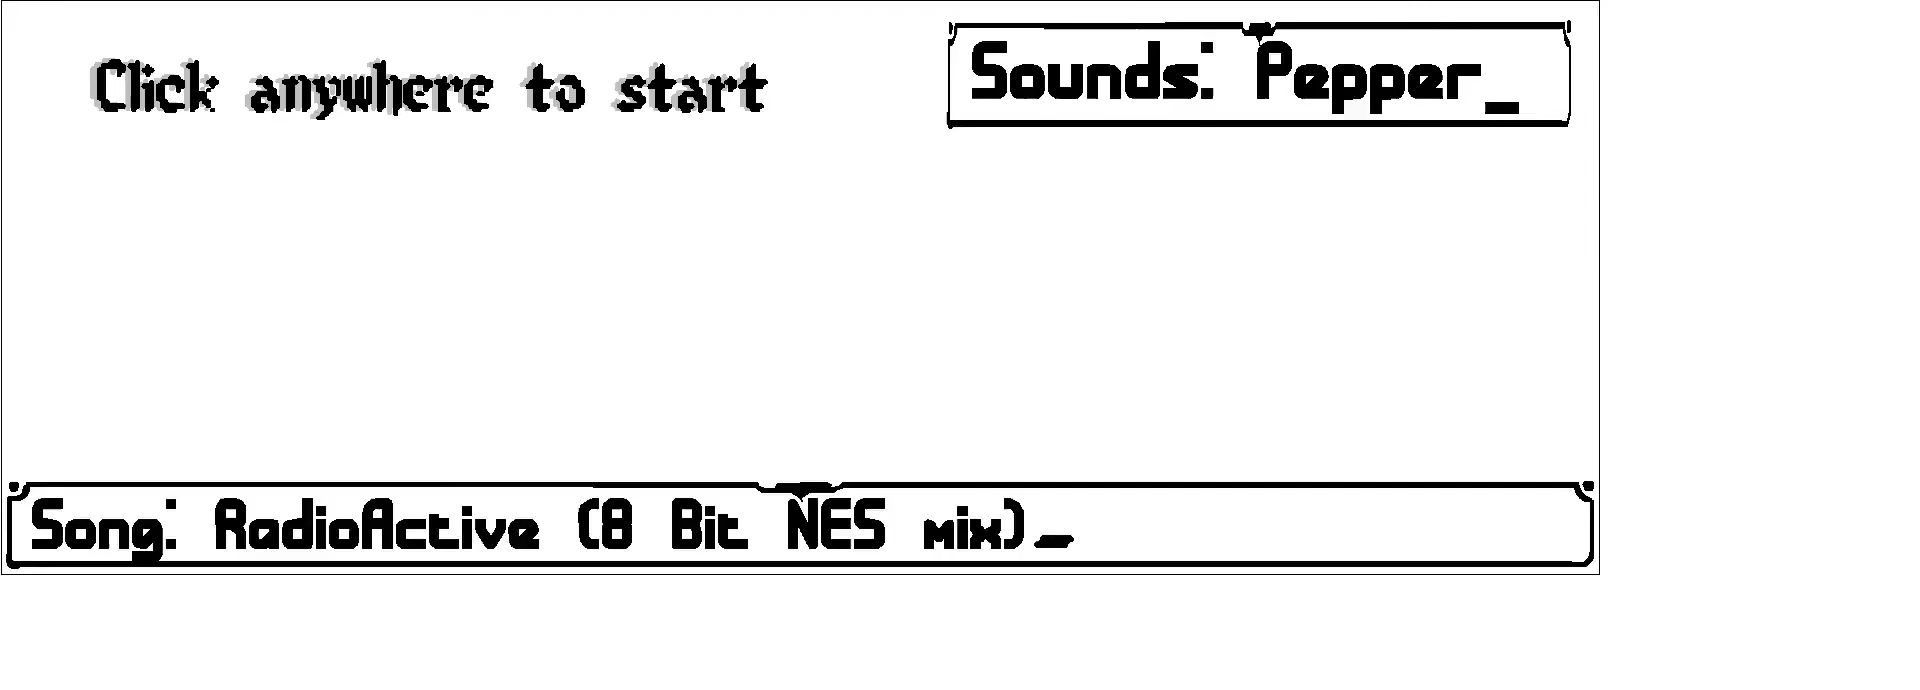 Click anywhere to start
Sounds: Pepper_
Song: RadioActive (8 Bit NES mix)_